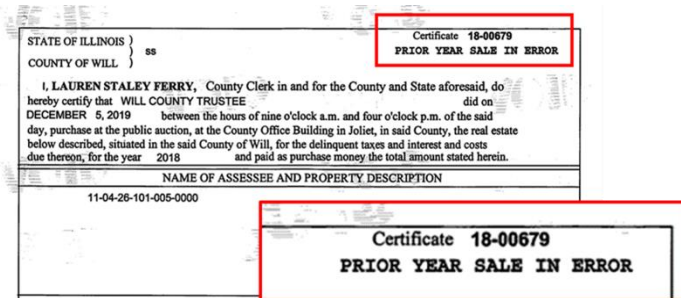 Certificate 18-00679
PRIOR YEAR SALE IN ERROR
STATE OF ILLINOIS )
) ss
COUNTY OF WILL )
I, LAUREN STALEY FERRY, County Clerk in and for the County and State aforesaid, do
hereby certify that WILL COUNTY TRUSTEE did on
DECEMBER 5, 2019 between the hours of nine o'clock a.m. and four o'clock p.m. of the said
day, purchase at the public auction, at the County Office Building in Joliet, in said County, the real estate
below described, situated in the said County of Will, for the delinquent taxes and interest and costs
due thereon, for the year 2018 and paid as purchase money the total amount stated herein.
NAME OF ASSESSEE AND PROPERTY DESCRIPTION
11-04-26-101-005-0000
Certificate 18-00679
PRIOR YEAR SALE IN ERROR